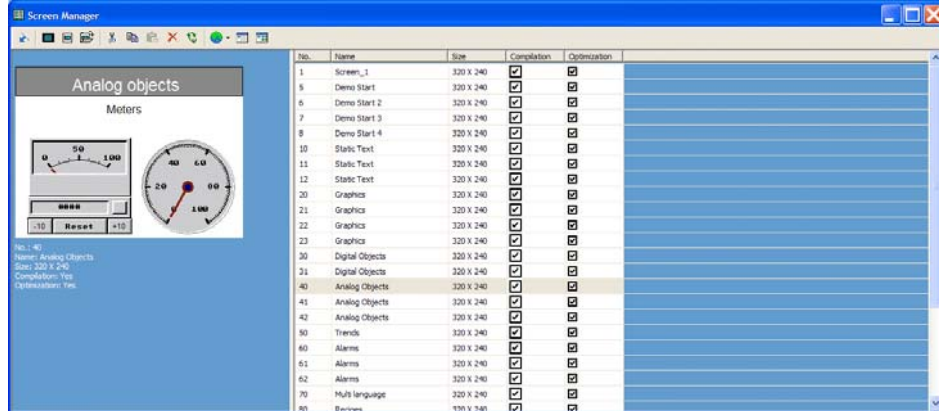 Screen Manager
No. Name Size Compilation Optimization
Analog objects
Meters
0 50 100
0000
-10 Reset +10
0 20 40 60 80 100
No.: 40
Name: Analog Objects
Size: 320 X 240
Compilation: Yes
Optimization: Yes
1 Screen_1 320 X 240
5 Demo Start 320 X 240
6 Demo Start 2 320 X 240
7 Demo Start 3 320 X 240
8 Demo Start 4 320 X 240
10 Static Text 320 X 240
11 Static Text 320 X 240
12 Static Text 320 X 240
20 Graphics 320 X 240
21 Graphics 320 X 240
22 Graphics 320 X 240
23 Graphics 320 X 240
30 Digital Objects 320 X 240
31 Digital Objects 320 X 240
40 Analog Objects 320 X 240
41 Analog Objects 320 X 240
42 Analog Objects 320 X 240
50 Trends 320 X 240
60 Alarms 320 X 240
61 Alarms 320 X 240
62 Alarms 320 X 240
70 Multi language 320 X 240
80 Recipes 320 X 240